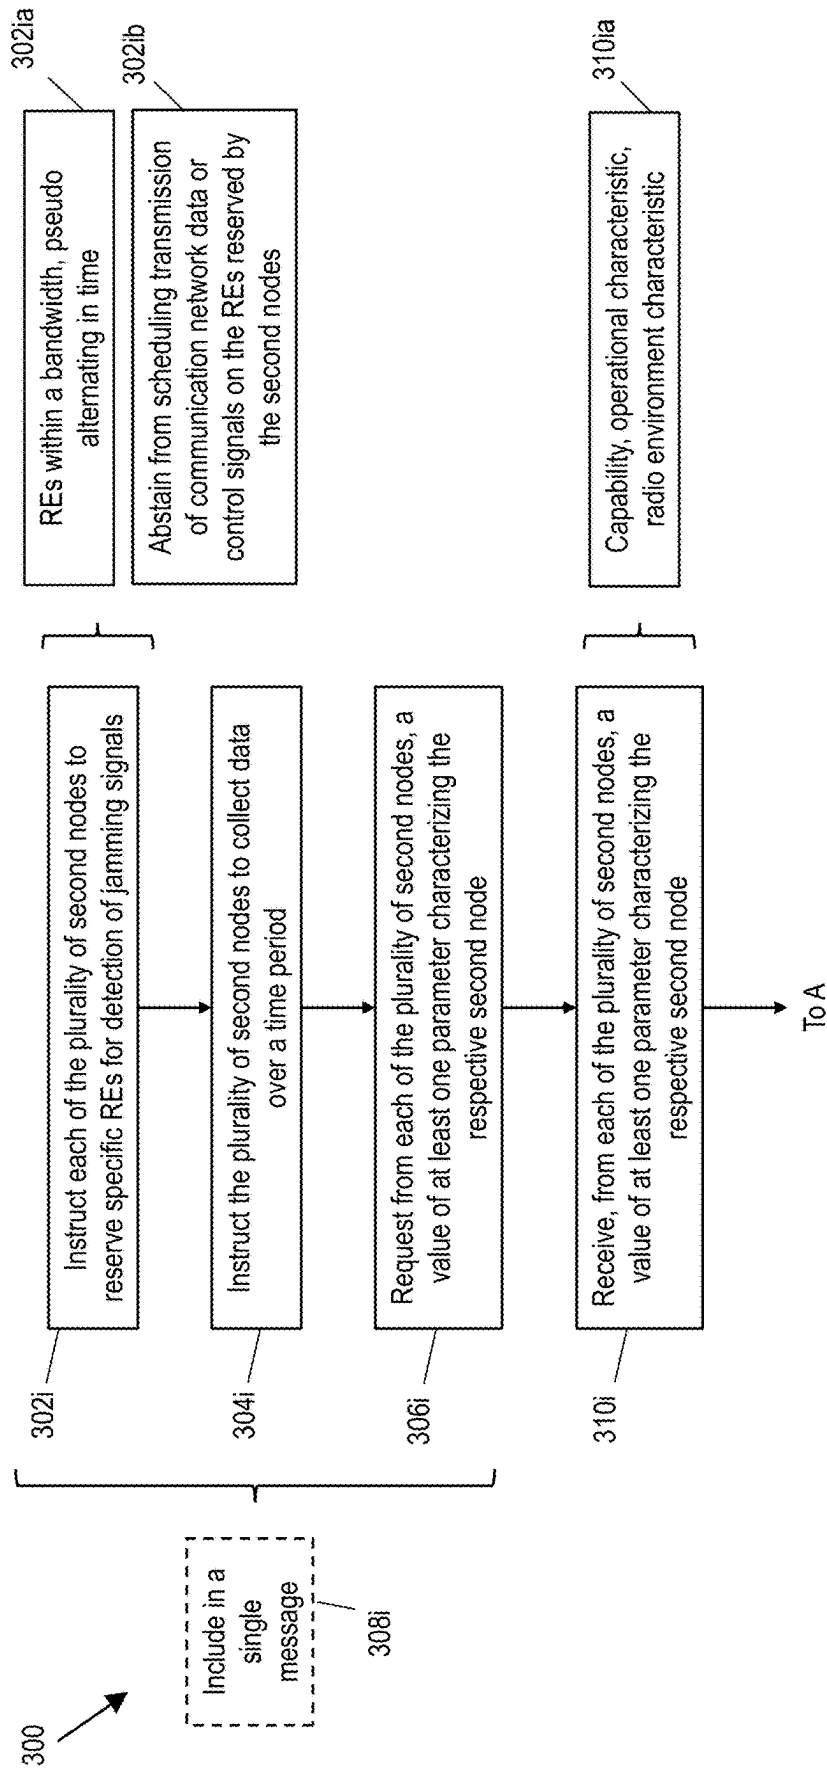 300
Include in a
single
message
308i
302i
Instruct each of the plurality of second nodes to
reserve specific REs for detection of jamming signals
302ia
REs within a bandwidth, pseudo
alternating in time
302ib
Abstain from scheduling transmission
of communication network data or
control signals on the REs reserved by
the second nodes
304i
Instruct the plurality of second nodes to collect data
over a time period
306i
Request from each of the plurality of second nodes, a
value of at least one parameter characterizing the
respective second node
310i
Receive, from each of the plurality of second nodes, a
value of at least one parameter characterizing the
respective second node
310ia
Capability, operational characteristic,
radio environment characteristic
To A